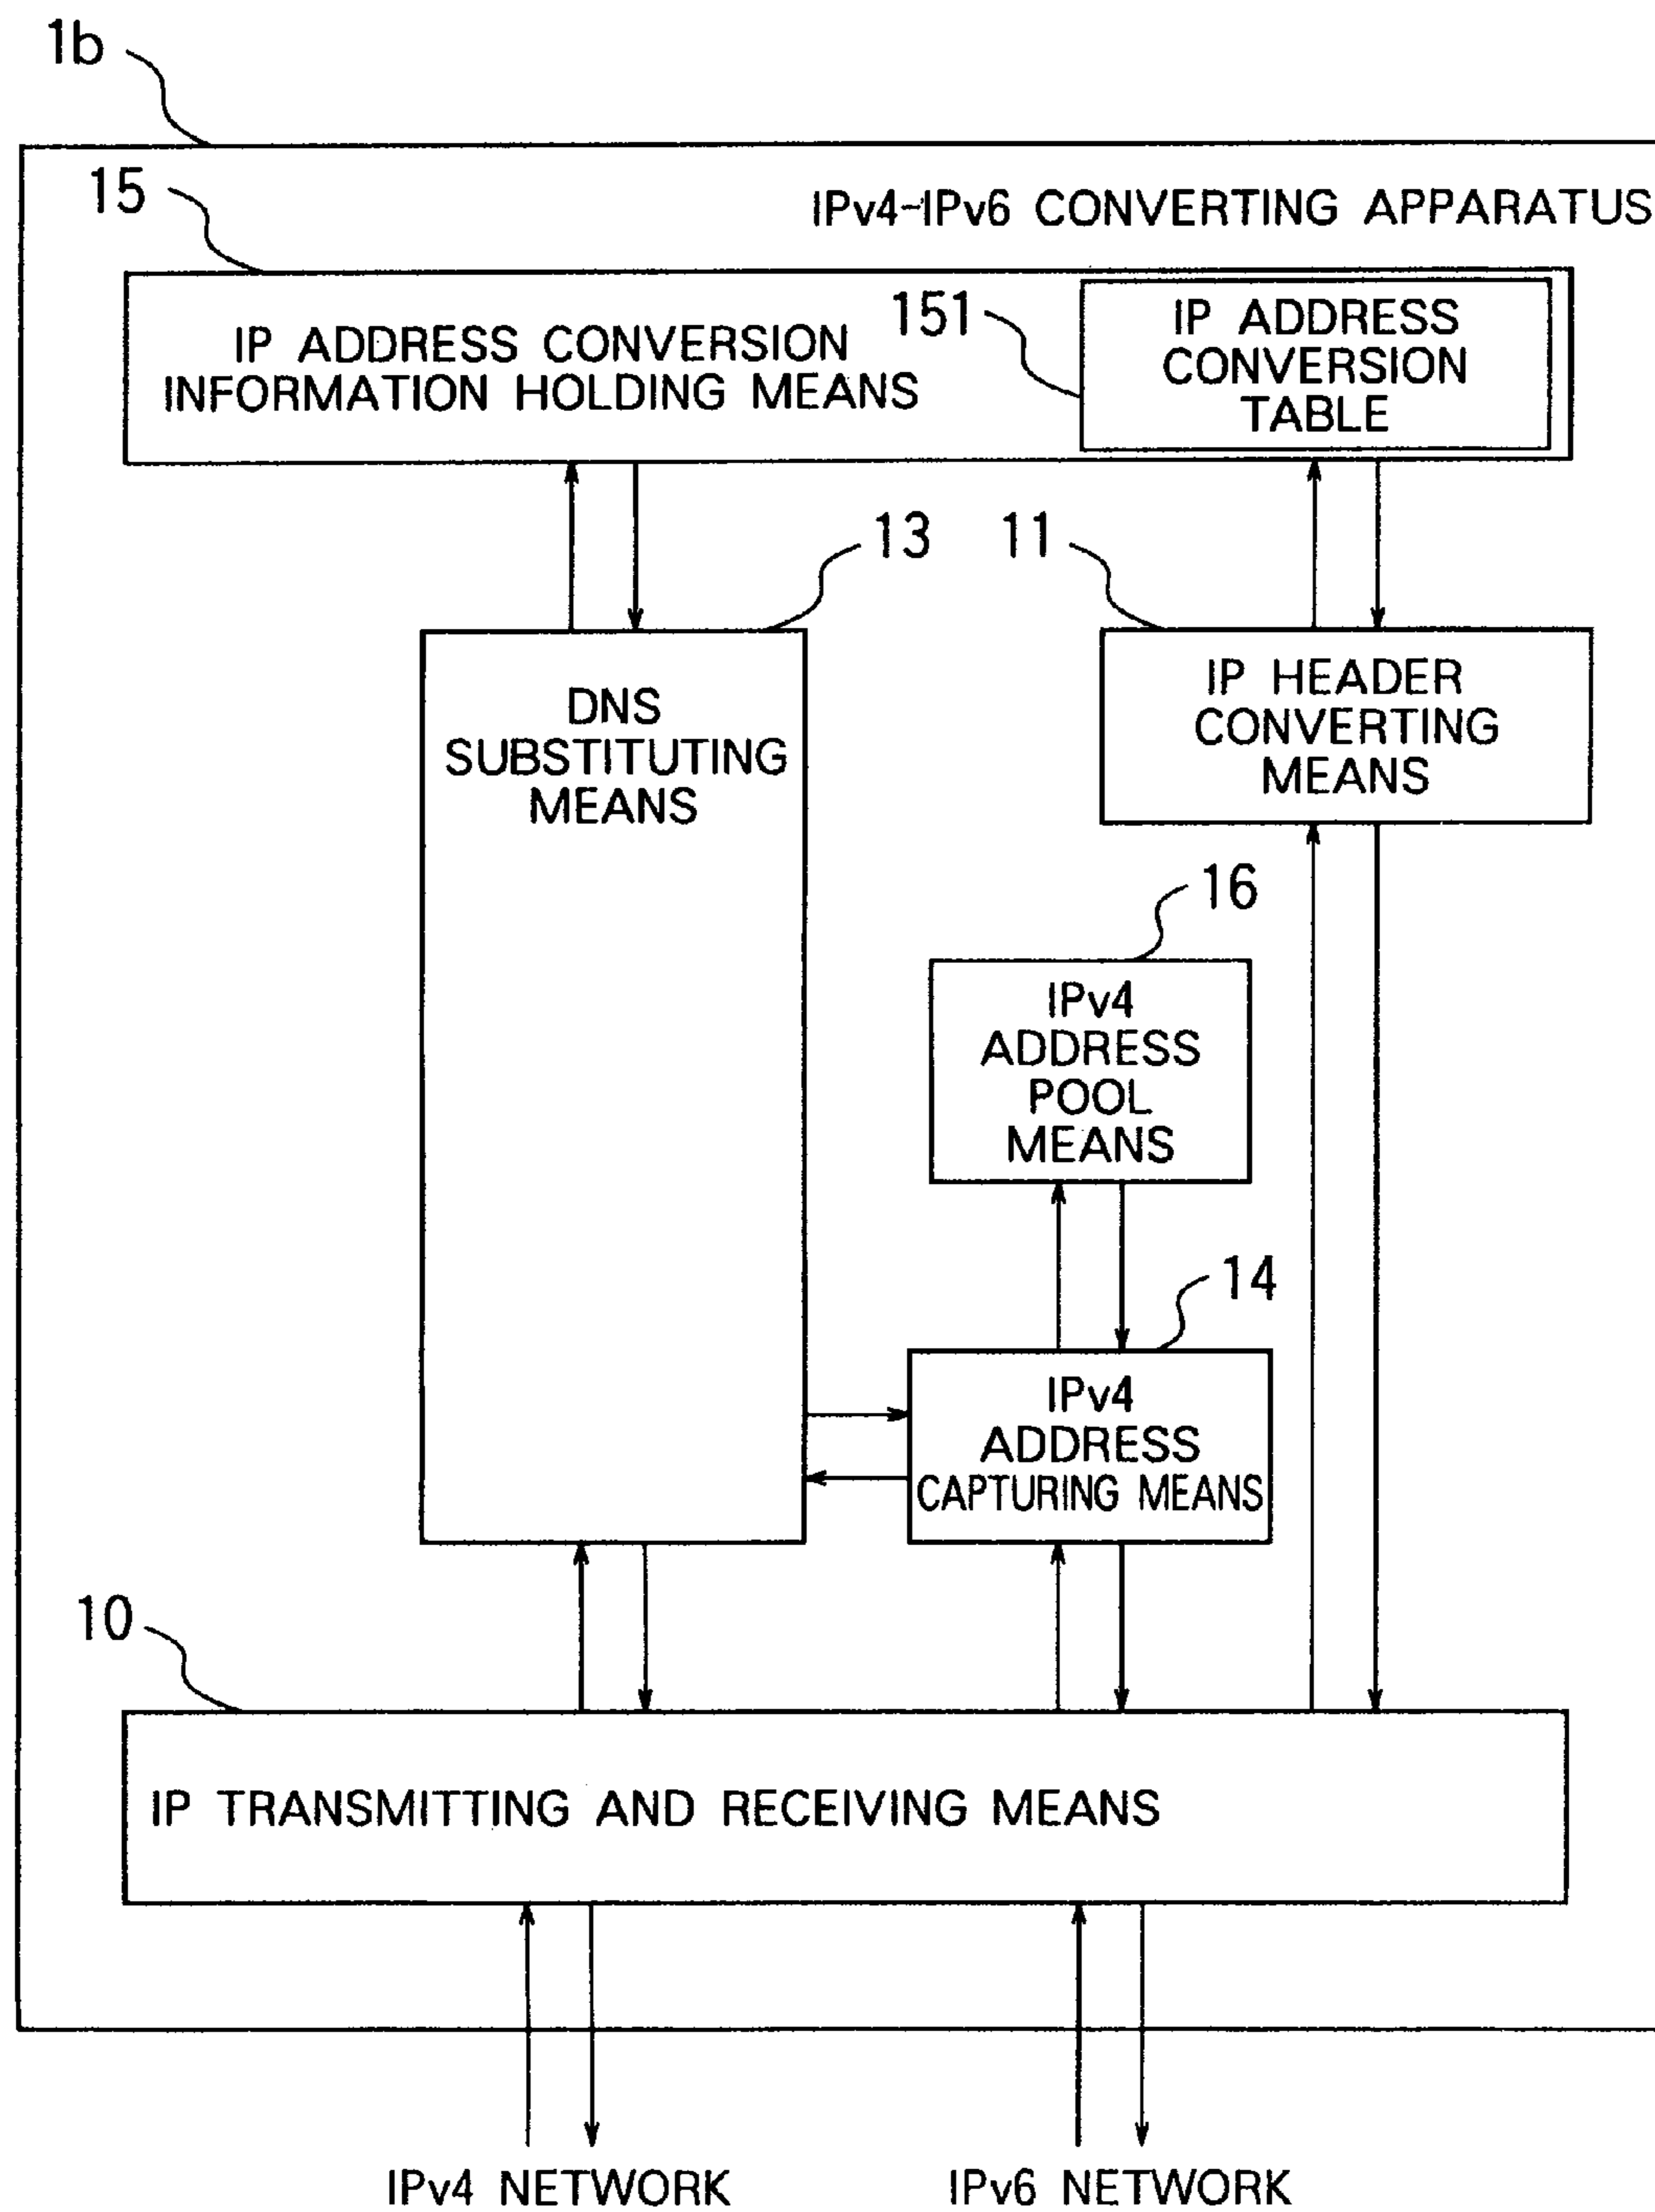 1b
15
IPv4-IPv6 CONVERTING APPARATUS
IP ADDRESS CONVERSION
INFORMATION HOLDING MEANS
151
IP ADDRESS
CONVERSION
TABLE
13
11
DNS
SUBSTITUTING
MEANS
IP HEADER
CONVERTING
MEANS
16
IPv4
ADDRESS
POOL
MEANS
14
IPv4
ADDRESS
CAPTURING MEANS
10
IP TRANSMITTING AND RECEIVING MEANS
IPv4 NETWORK
IPv6 NETWORK